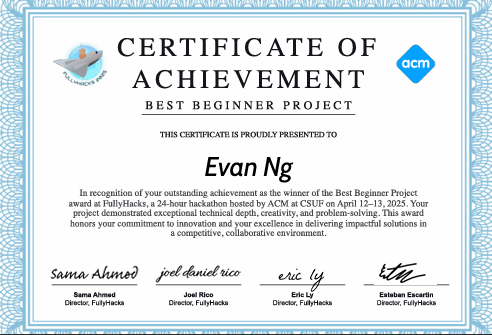 CERTIFICATE OF
ACHIEVEMENT
FULLYHACKS 2025
acm
BEST BEGINNER PROJECT
THIS CERTIFICATE IS PROUDLY PRESENTED TO
Evan Ng
In recognition of your outstanding achievement as the winner of the Best Beginner Project
award at FullyHacks, a 24-hour hackathon hosted by ACM at CSUF on April 12–13, 2025. Your
project demonstrated exceptional technical depth, creativity, and problem-solving. This award
honors your commitment to innovation and your excellence in delivering impactful solutions in
a competitive, collaborative environment.
Sama Ahmed joel daniel rico eric ly
Sama Ahmed Joel Rico Eric Ly Esteban Escartin
Director, FullyHacks Director, FullyHacks Director, FullyHacks Director, FullyHacks